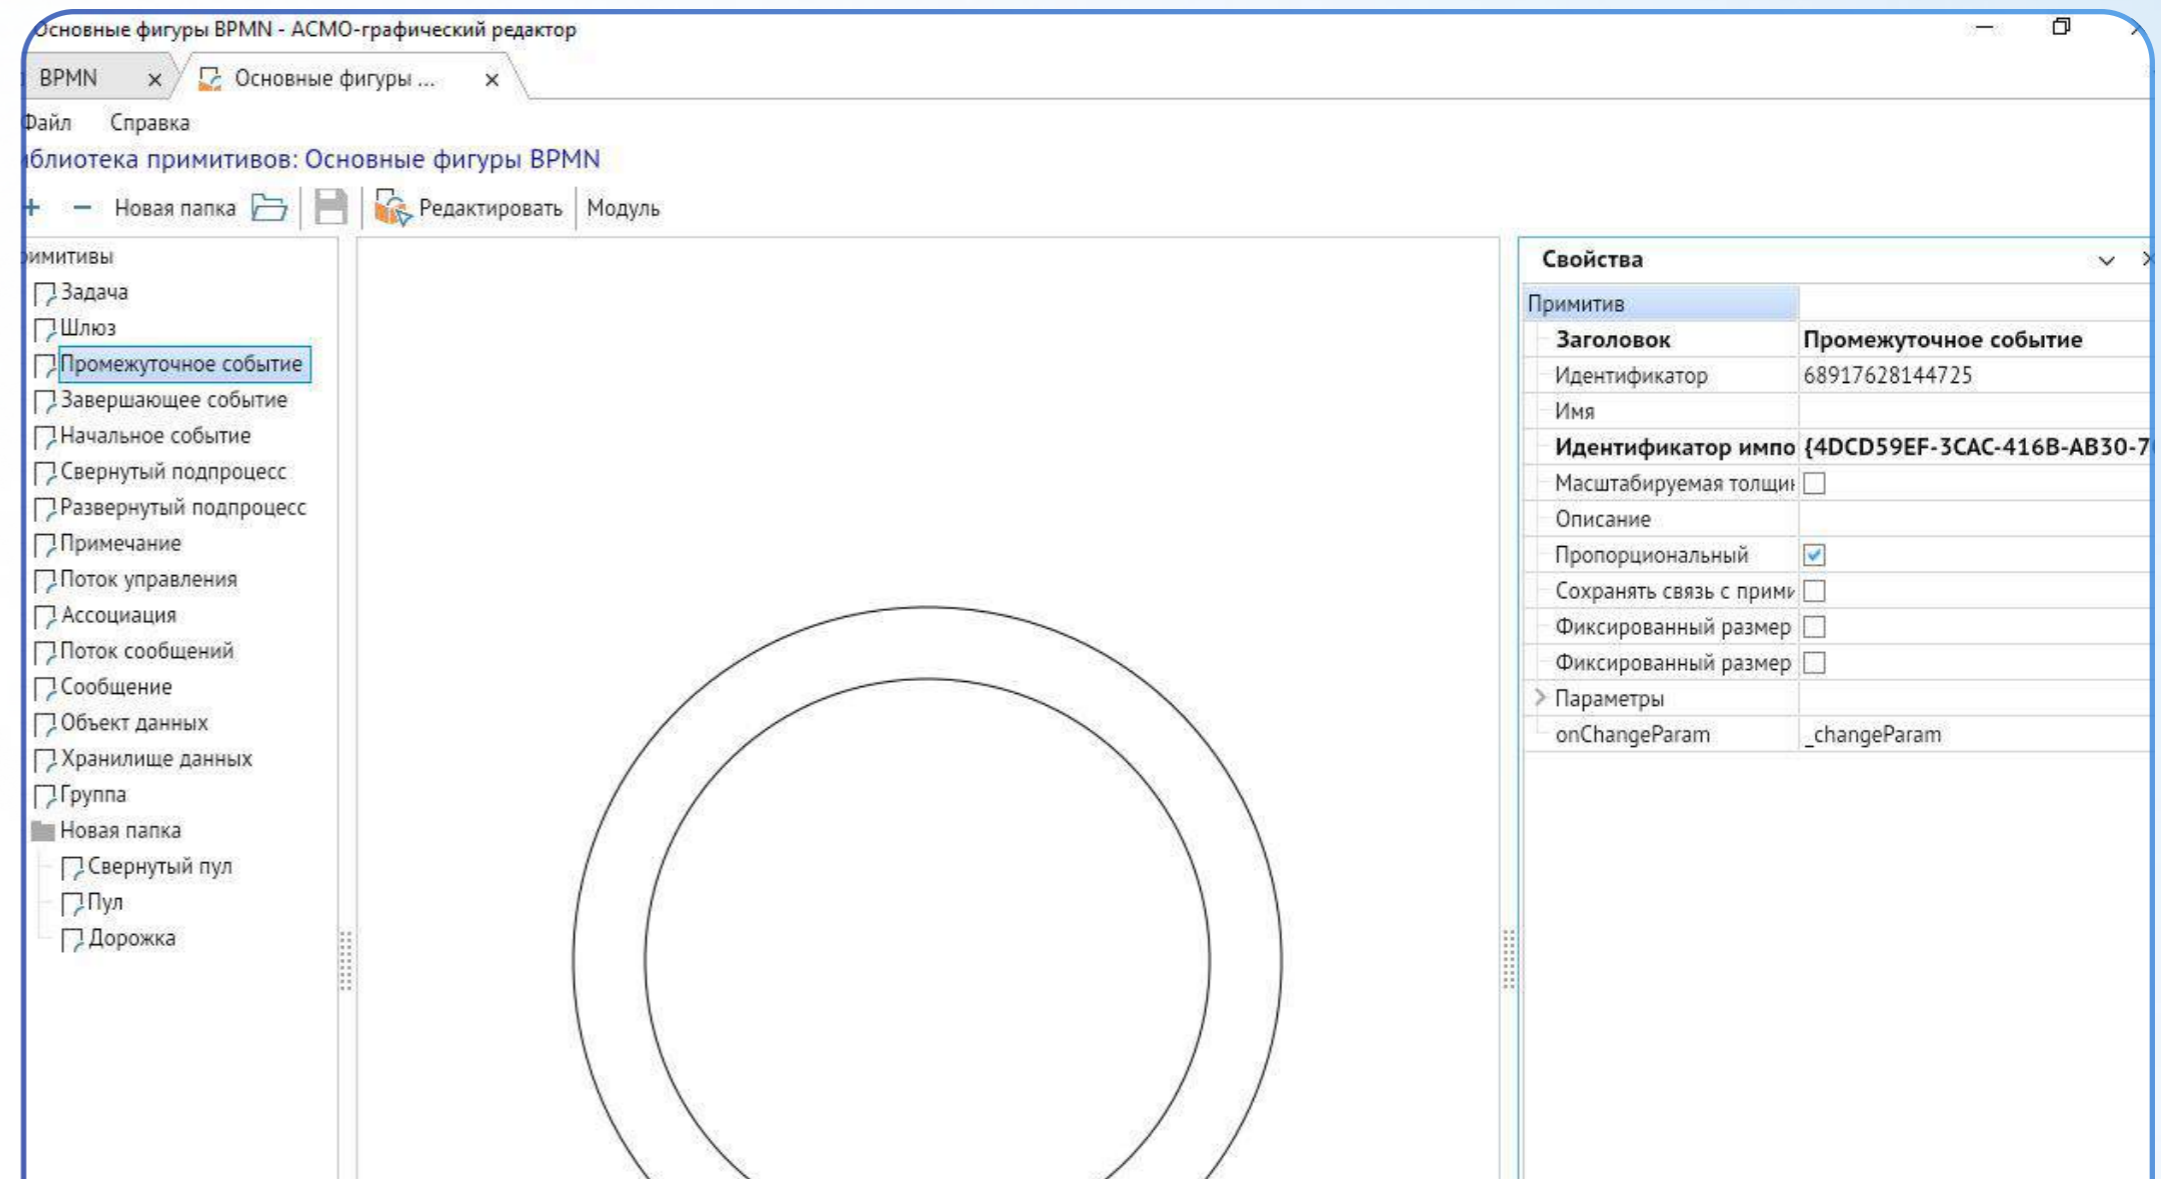 Основные фигуры BPMN - АСМО-графический редактор
BPMN
Основные фигуры ...
Файл Справка
иблиотека примитивов: Основные фигуры BPMN
+ − Новая папка Редактировать Модуль
римитивы
Задача
Шлюз
Промежуточное событие
Завершающее событие
Начальное событие
Свернутый подпроцесс
Развернутый подпроцесс
Примечание
Поток управления
Ассоциация
Поток сообщений
Сообщение
Объект данных
Хранилище данных
Группа
Новая папка
Свернутый пул
Пул
Дорожка
Свойства
Примитив
Заголовок Промежуточное событие
Идентификатор 68917628144725
Имя
Идентификатор импо {4DCD59EF-3CAC-416B-AB30-7
Масштабируемая толщин
Описание
Пропорциональный
Сохранять связь с прими
Фиксированный размер
Фиксированный размер
Параметры
onChangeParam _changeParam